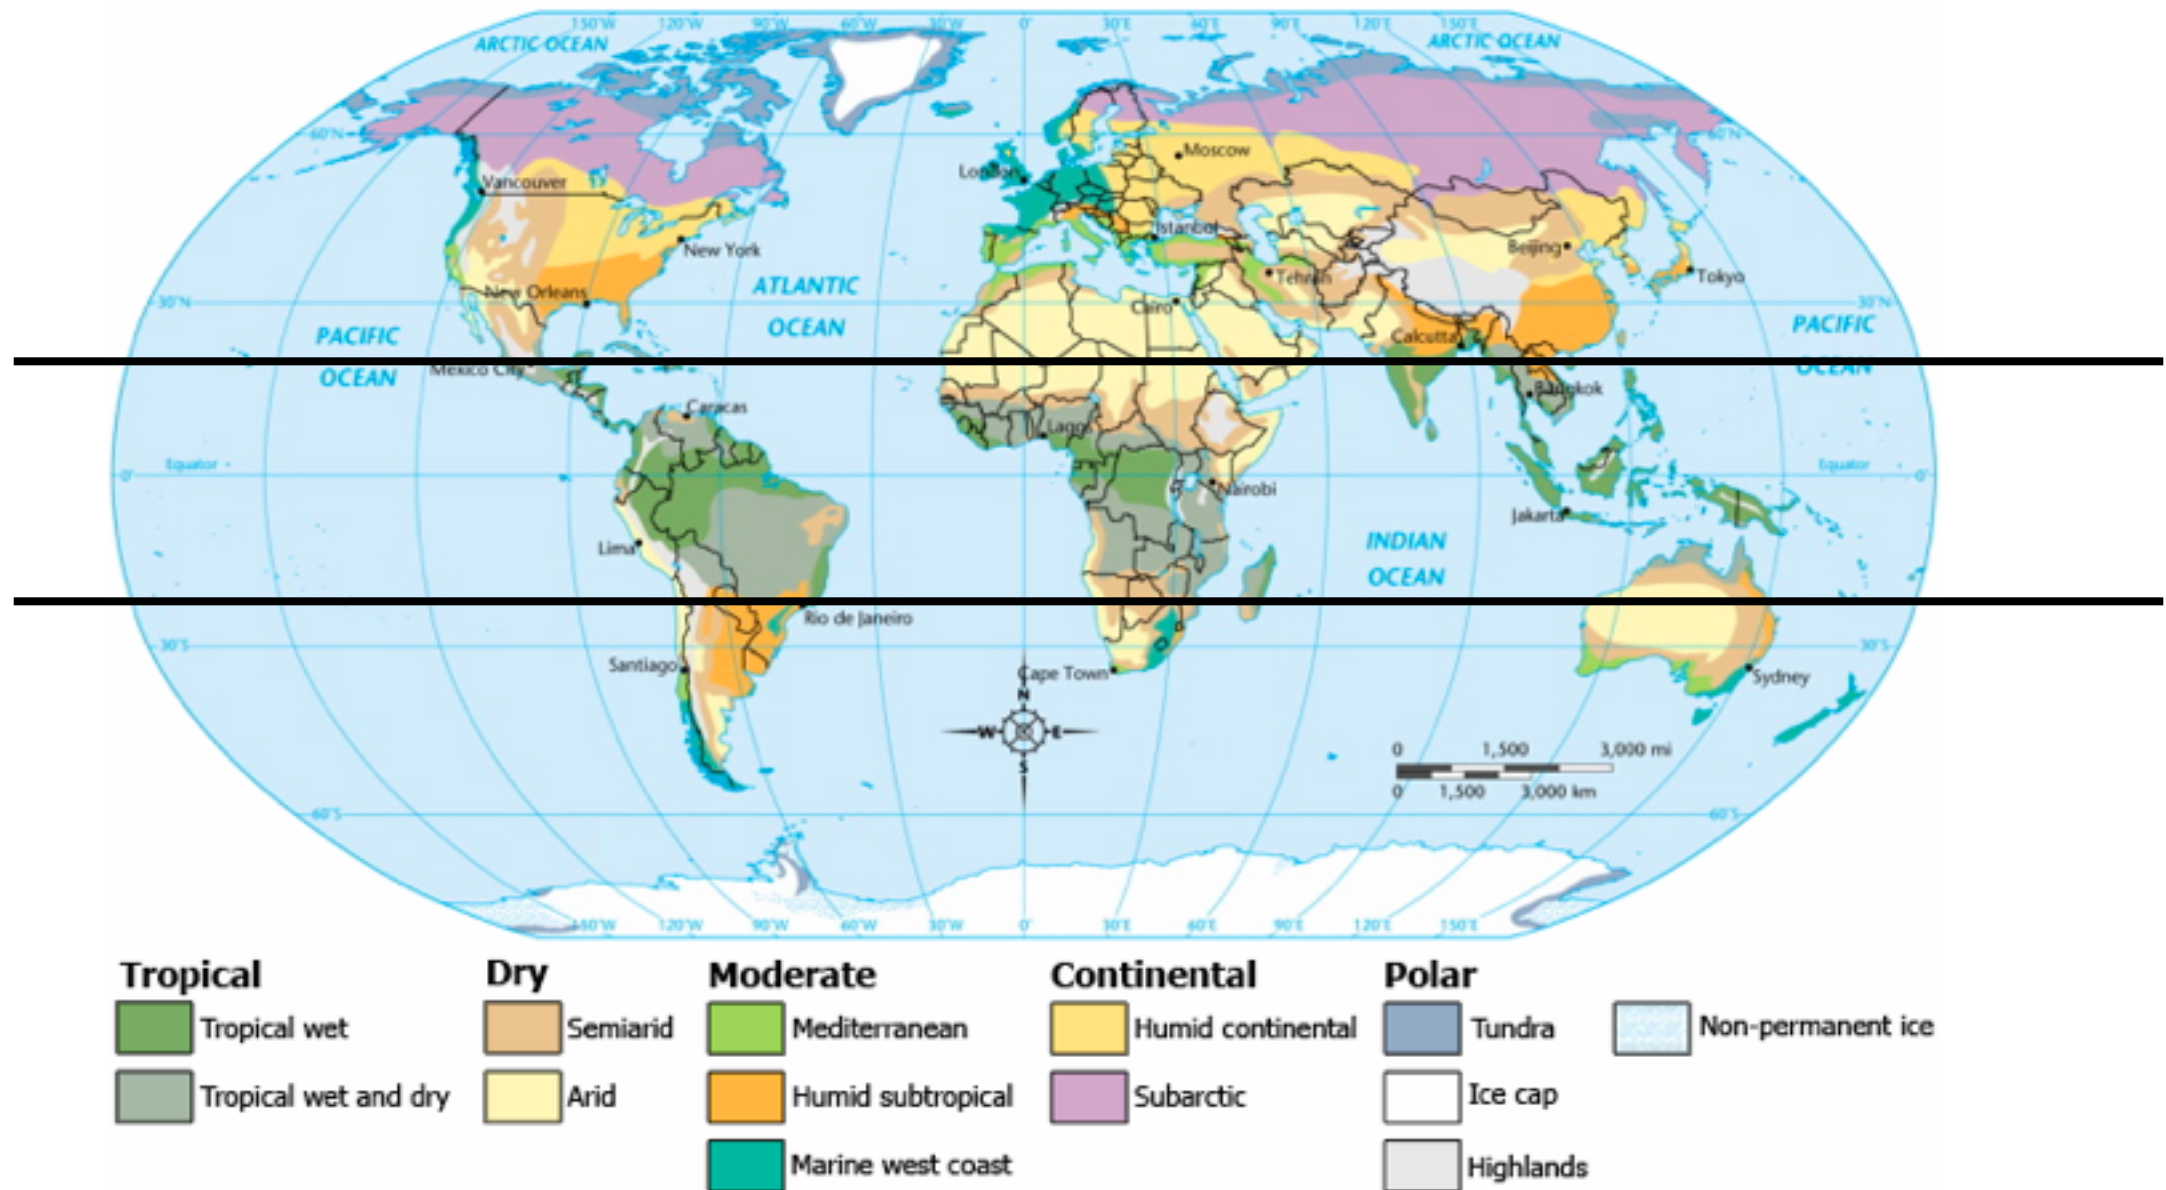 150°W 120°W 90°W 60°W 30°W 0° 30°E 60°E 90°E 120°E 150°E
ARCTIC OCEAN
ARCTIC OCEAN
60°N
60°N
Moscow
London
Vancouver
Istanbul
New York
Beijing
Tehran
Tokyo
ATLANTIC
OCEAN
New Orleans
Cairo
30°N
30°N
PACIFIC
OCEAN
PACIFIC
OCEAN
Calcutta
Mexico City
Bangkok
Caracas
Lagos
Equator
Equator
0°
0°
Nairobi
Jakarta
Lima
INDIAN
OCEAN
Rio de Janeiro
30°S
30°S
Santiago
Cape Town
Sydney
N
W
E
S
0 1,500 3,000 mi
0 1,500 3,000 km
60°S
60°S
150°W 120°W 90°W 60°W 30°W 0° 30°E 60°E 90°E 120°E 150°E
Tropical
Tropical wet
Tropical wet and dry
Dry
Semiarid
Arid
Moderate
Mediterranean
Humid subtropical
Marine west coast
Continental
Humid continental
Subarctic
Polar
Tundra
Ice cap
Highlands
Non-permanent ice